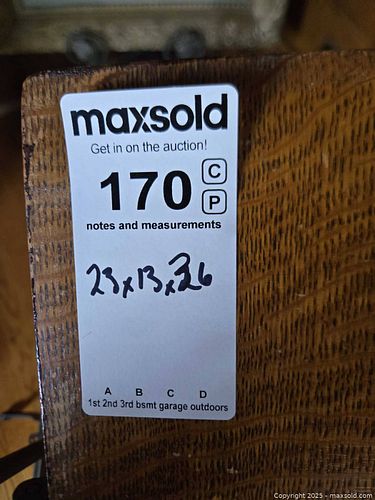 maxsold
Get in on the auction!
170 C
P
notes and measurements
23x13x26
A B C D
1st 2nd 3rd bsmt garage outdoors
Copyright 2025 - maxsold.com